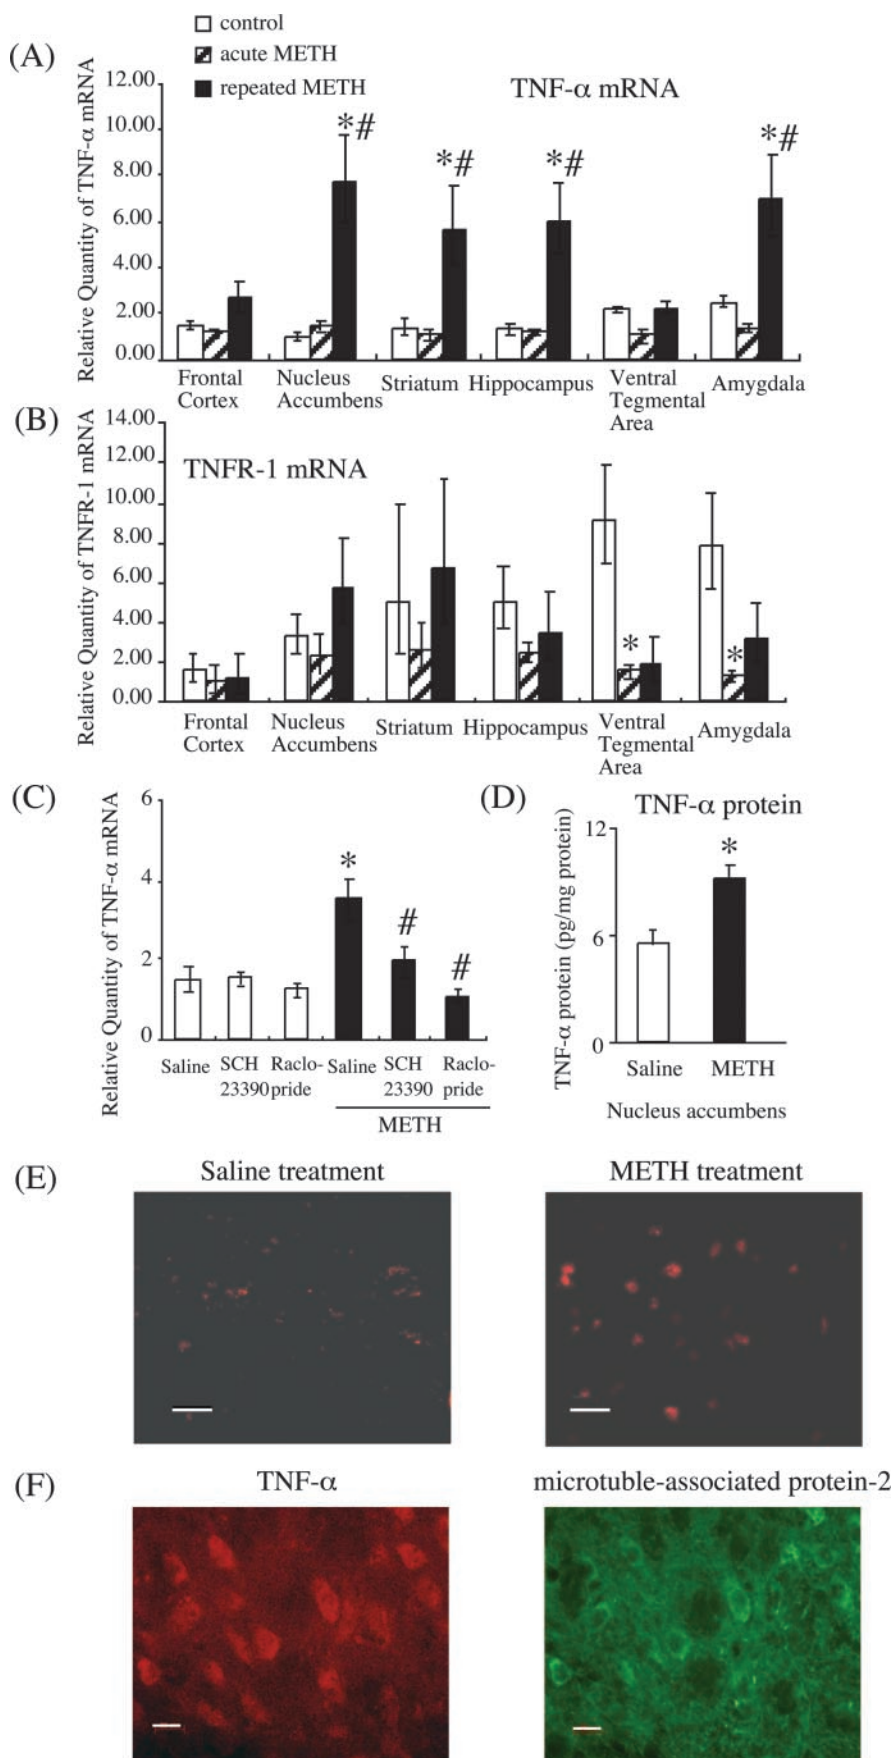 control
acute METH
repeated METH
(A)
TNF-α mRNA
Relative Quantity of TNF-α mRNA
12.00
10.00
8.00
6.00
4.00
2.00
0.00
*#
*#
*#
*#
Frontal
Cortex
Nucleus
Accumbens
Striatum
Hippocampus
Ventral
Tegmental
Area
Amygdala
(B)
TNFR-1 mRNA
Relative Quantity of TNFR-1 mRNA
14.00
12.00
10.00
8.00
6.00
4.00
2.00
0.00
*
*
Frontal
Cortex
Nucleus
Accumbens
Striatum
Hippocampus
Ventral
Tegmental
Area
Amygdala
(C)
Relative Quantity of TNF-α mRNA
6
4
2
0
*
#
#
Saline
SCH
23390
Raclo-
pride
Saline
SCH
23390
Raclo-
pride
METH
(D)
TNF-α protein
TNF-α protein (pg/mg protein)
12
6
0
*
Saline
METH
Nucleus accumbens
(E)
Saline treatment
METH treatment
(F)
TNF-α
microtuble-associated protein-2